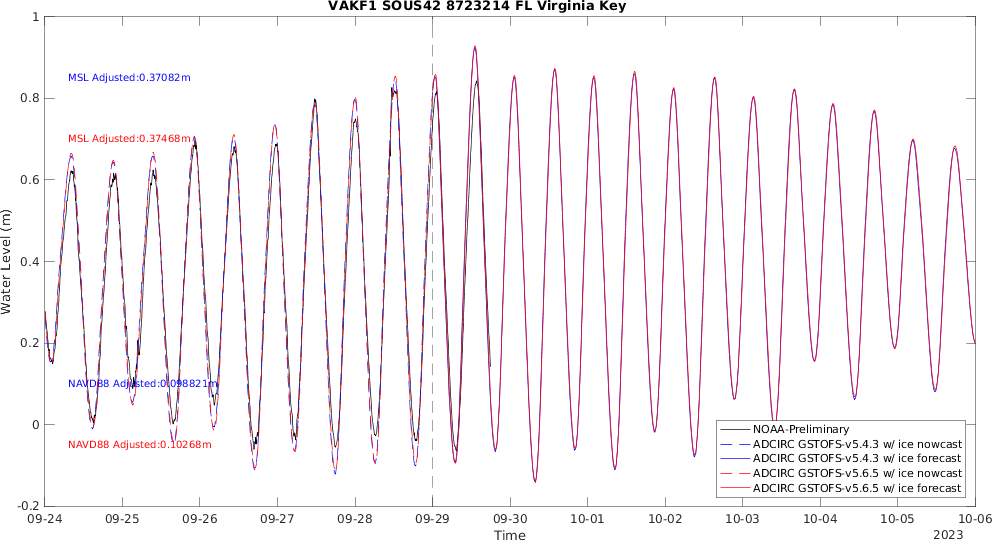 VAKF1 SOUS42 8723214 FL Virginia Key
1
0.8
0.6
0.4
0.2
0
-0.2
Water Level (m)
MSL Adjusted:0.37082m
MSL Adjusted:0.37468m
NAVD88 Adjusted:0.098821m
NAVD88 Adjusted:0.10268m
NOAA-Preliminary
ADCIRC GSTOFS-v5.4.3 w/ ice nowcast
ADCIRC GSTOFS-v5.4.3 w/ ice forecast
ADCIRC GSTOFS-v5.6.5 w/ ice nowcast
ADCIRC GSTOFS-v5.6.5 w/ ice forecast
09-24 09-25 09-26 09-27 09-28 09-29 09-30 10-01 10-02 10-03 10-04 10-05 10-06
Time
2023